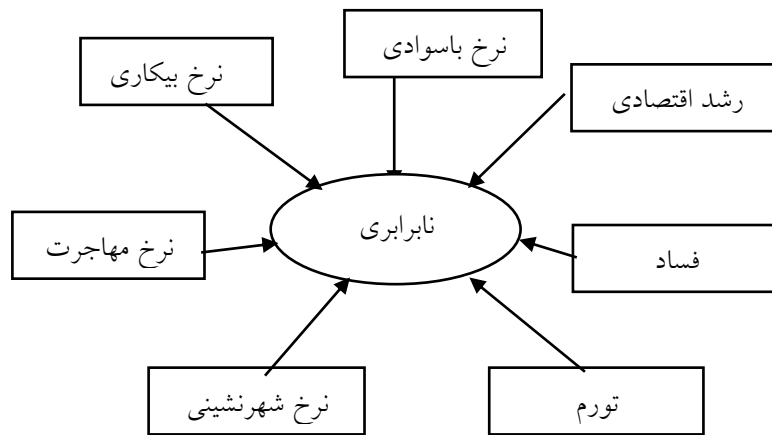 نرخ باسوادی
نرخ بیکاری
رشد اقتصادی
نابرابری
نرخ مهاجرت
فساد
نرخ شهرنشینی
تورم